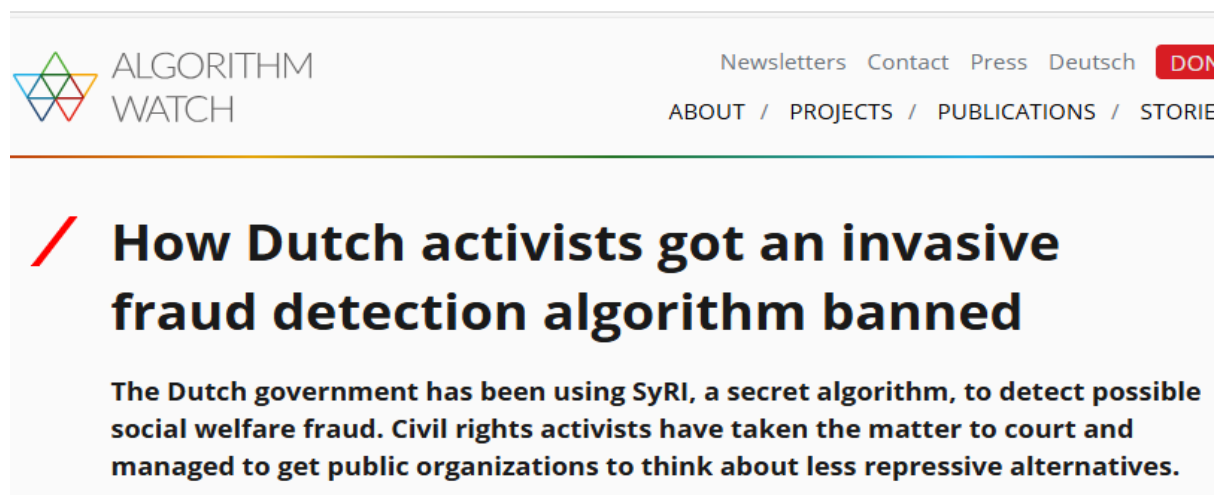 ALGORITHM
WATCH
Newsletters Contact Press Deutsch DON
ABOUT / PROJECTS / PUBLICATIONS / STORIE
/ How Dutch activists got an invasive
fraud detection algorithm banned
The Dutch government has been using SyRI, a secret algorithm, to detect possible
social welfare fraud. Civil rights activists have taken the matter to court and
managed to get public organizations to think about less repressive alternatives.